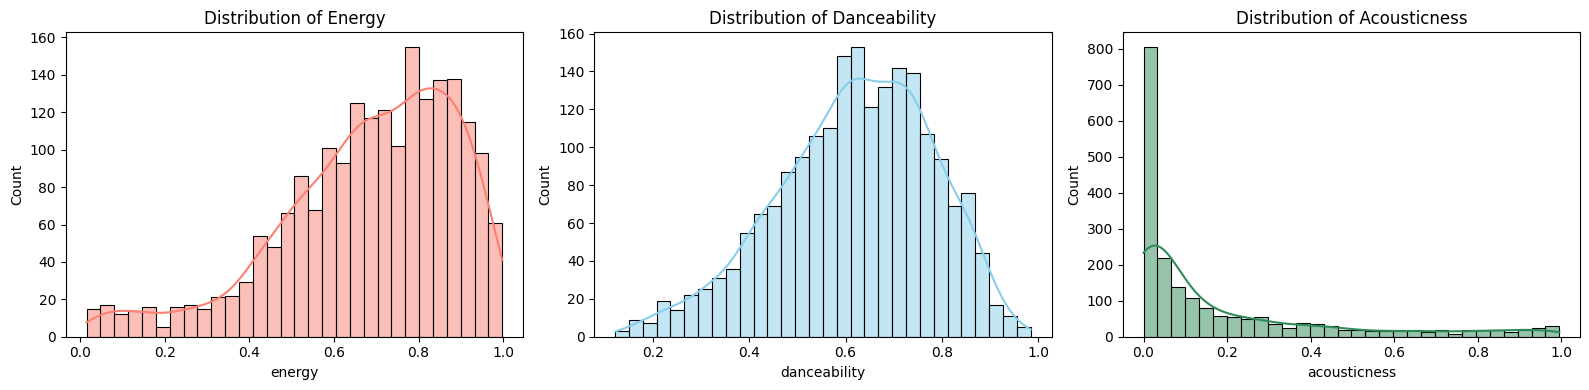 Distribution of Energy
160
140
120
100
80
60
40
20
0
Count
0.0 0.2 0.4 0.6 0.8 1.0
energy
Distribution of Danceability
160
140
120
100
80
60
40
20
0
Count
0.2 0.4 0.6 0.8 1.0
danceability
Distribution of Acousticness
800
700
600
500
400
300
200
100
0
Count
0.0 0.2 0.4 0.6 0.8 1.0
acousticness